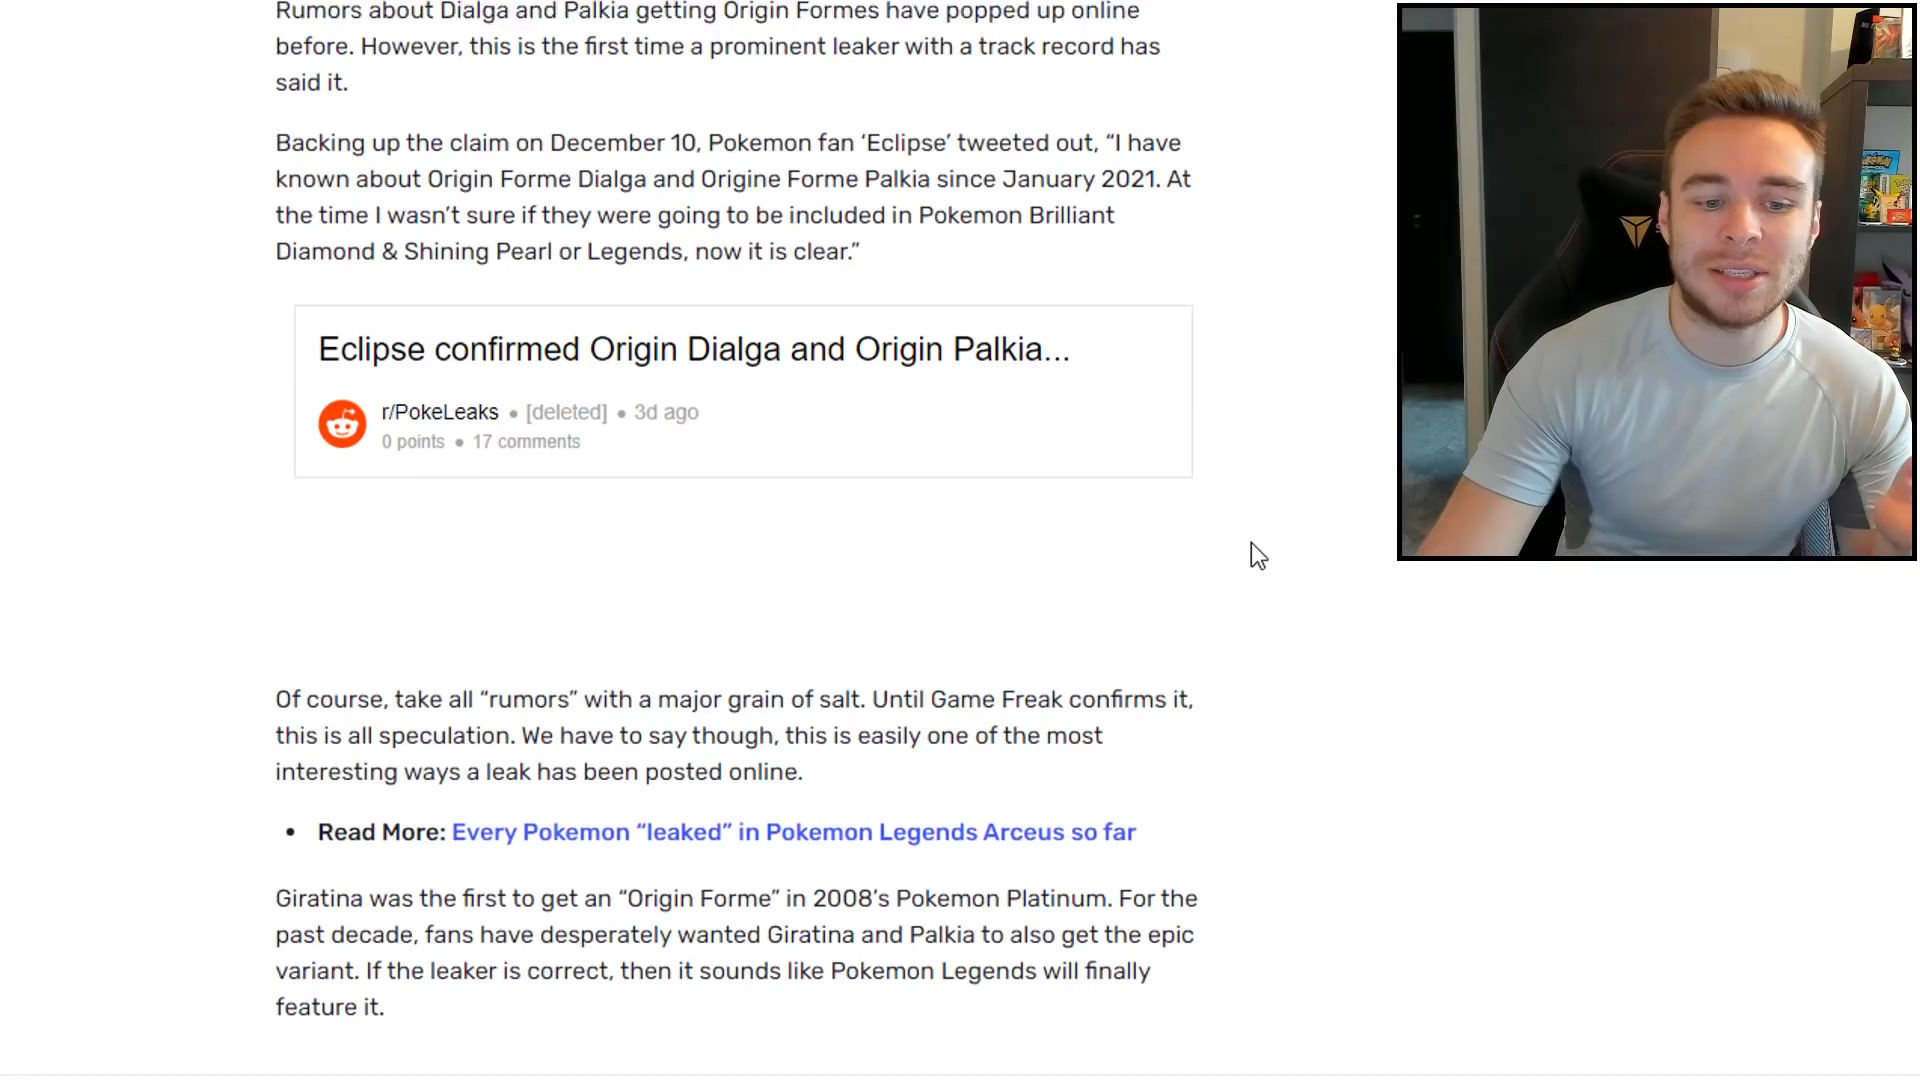 Rumors about Dialga and Palkia getting Origin Formes have popped up online
before. However, this is the first time a prominent leaker with a track record has
said it.
Backing up the claim on December 10, Pokemon fan ‘Eclipse’ tweeted out, “I have
known about Origin Forme Dialga and Origine Forme Palkia since January 2021. At
the time I wasn’t sure if they were going to be included in Pokemon Brilliant
Diamond & Shining Pearl or Legends, now it is clear.”
Eclipse confirmed Origin Dialga and Origin Palkia...
r/PokeLeaks • [deleted] • 3d ago
0 points • 17 comments
Of course, take all “rumors” with a major grain of salt. Until Game Freak confirms it,
this is all speculation. We have to say though, this is easily one of the most
interesting ways a leak has been posted online.
• Read More: Every Pokemon “leaked” in Pokemon Legends Arceus so far
Giratina was the first to get an “Origin Forme” in 2008’s Pokemon Platinum. For the
past decade, fans have desperately wanted Giratina and Palkia to also get the epic
variant. If the leaker is correct, then it sounds like Pokemon Legends will finally
feature it.